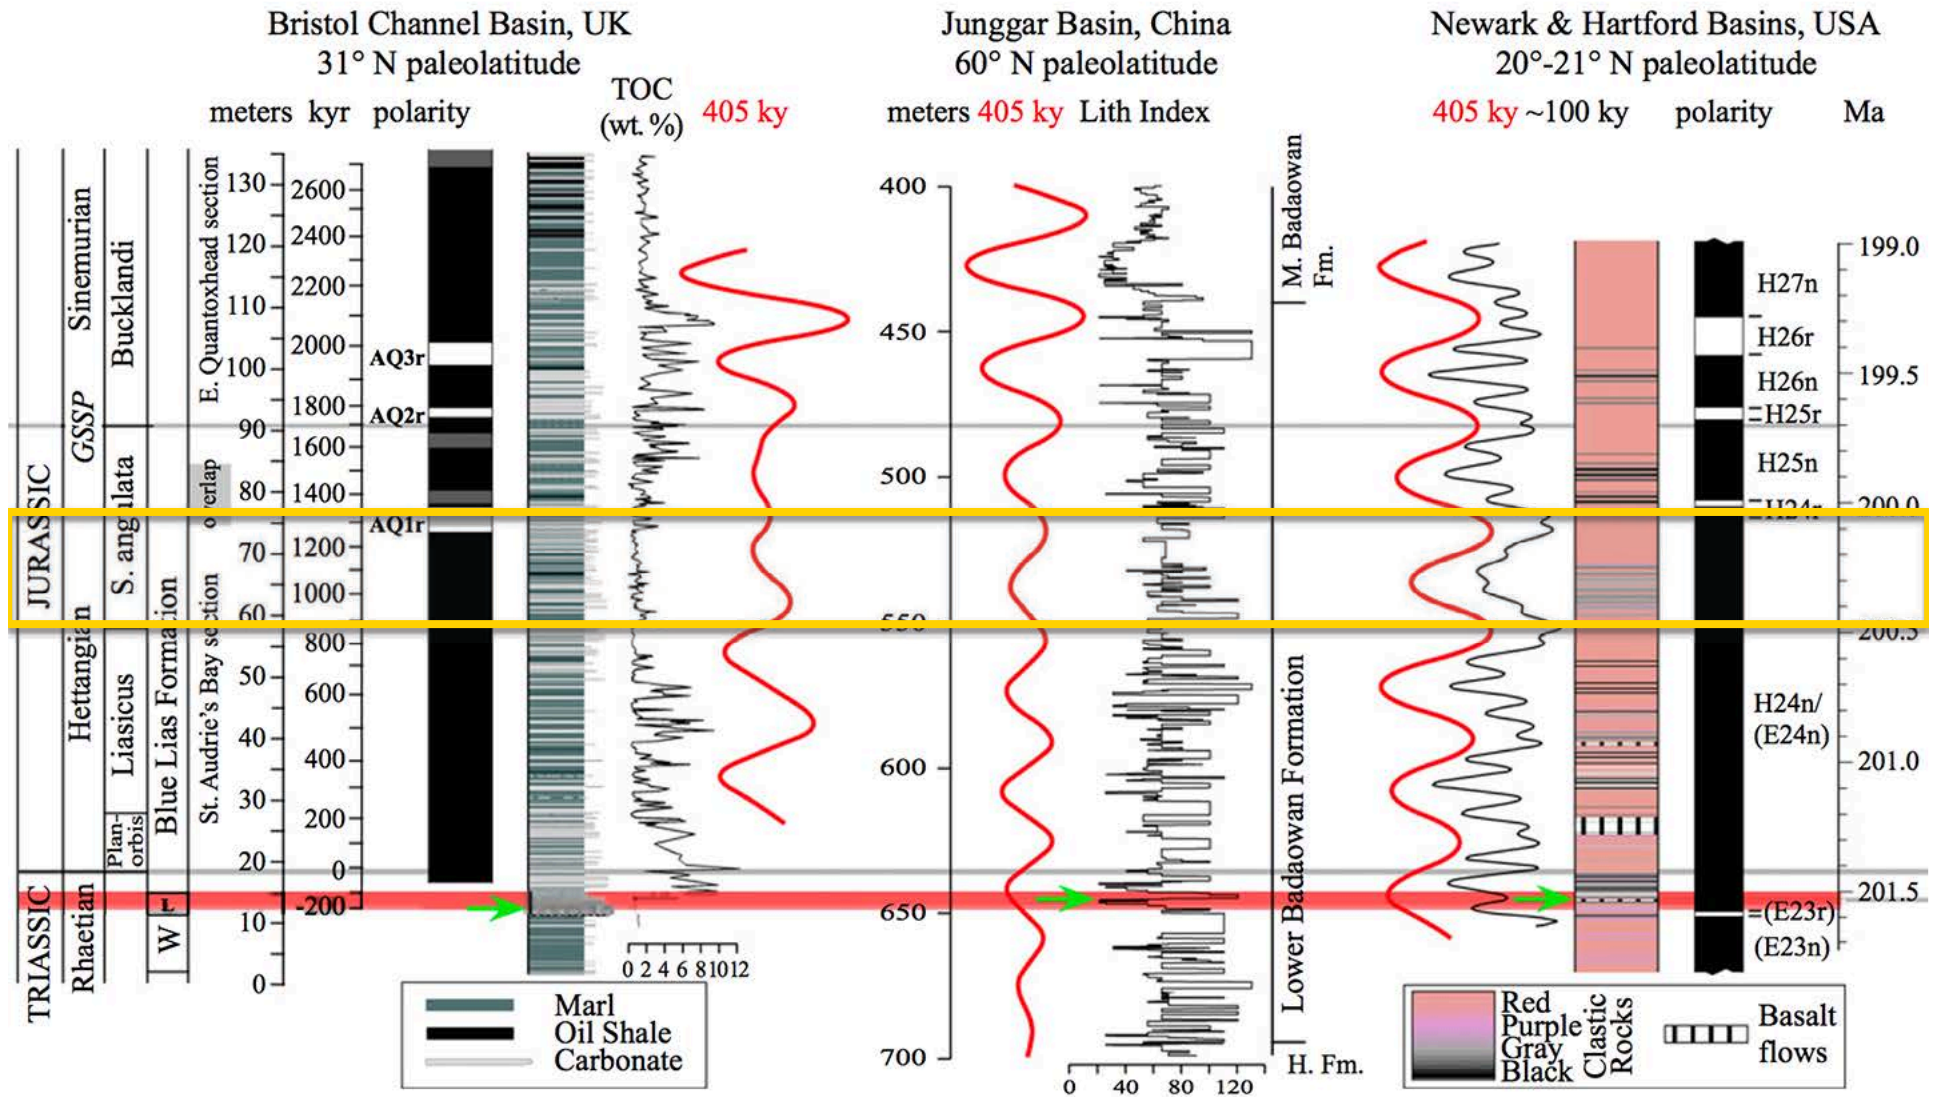 Bristol Channel Basin, UK
31° N paleolatitude
Junggar Basin, China
60° N paleolatitude
Newark & Hartford Basins, USA
20°-21° N paleolatitude
meters kyr polarity
TOC
(wt. %)
405 ky
meters 405 ky Lith Index
405 ky ~100 ky polarity Ma
JURASSIC
TRIASSIC
Sinemurian
GSSP
Hettangian
Rhaetian
Bucklandi
S. angulata
Liasicus
Plan-
orbis
Blue Lias Formation
L
W
E. Quantoxhead section
overlap
St. Audrie's Bay section
130
120
110
100
90
80
70
60
50
40
30
20
10
0
2600
2400
2200
2000
1800
1600
1400
1200
1000
800
600
400
200
0
-200
AQ3r
AQ2r
AQ1r
0 2 4 6 8 10 12
Marl
Oil Shale
Carbonate
400
450
500
550
600
650
700
0 40 80 120
M. Badaowan
Fm.
Lower Badaowan Formation
H. Fm.
H27n
H26r
H26n
H25r
H25n
H24r
H24n/
(E24n)
(E23r)
(E23n)
199.0
199.5
200.0
200.5
201.0
201.5
Red
Purple
Gray
Black
Clastic
Rocks
Basalt
flows